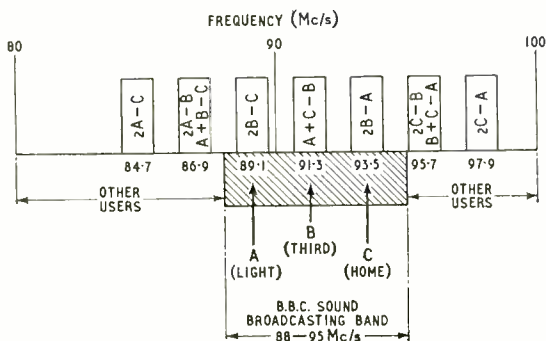 FREQUENCY (Mc/s)
80
90
100
2A-C
2A-B
A+B-C
2B-C
A+C-B
2B-A
2C-B
B+C-A
2C-A
84·7
86·9
89·1
91·3
93·5
95·7
97·9
OTHER
USERS
OTHER
USERS
A
(LIGHT)
B
(THIRD)
C
(HOME)
B.B.C. SOUND
BROADCASTING BAND
88—95 Mc/s